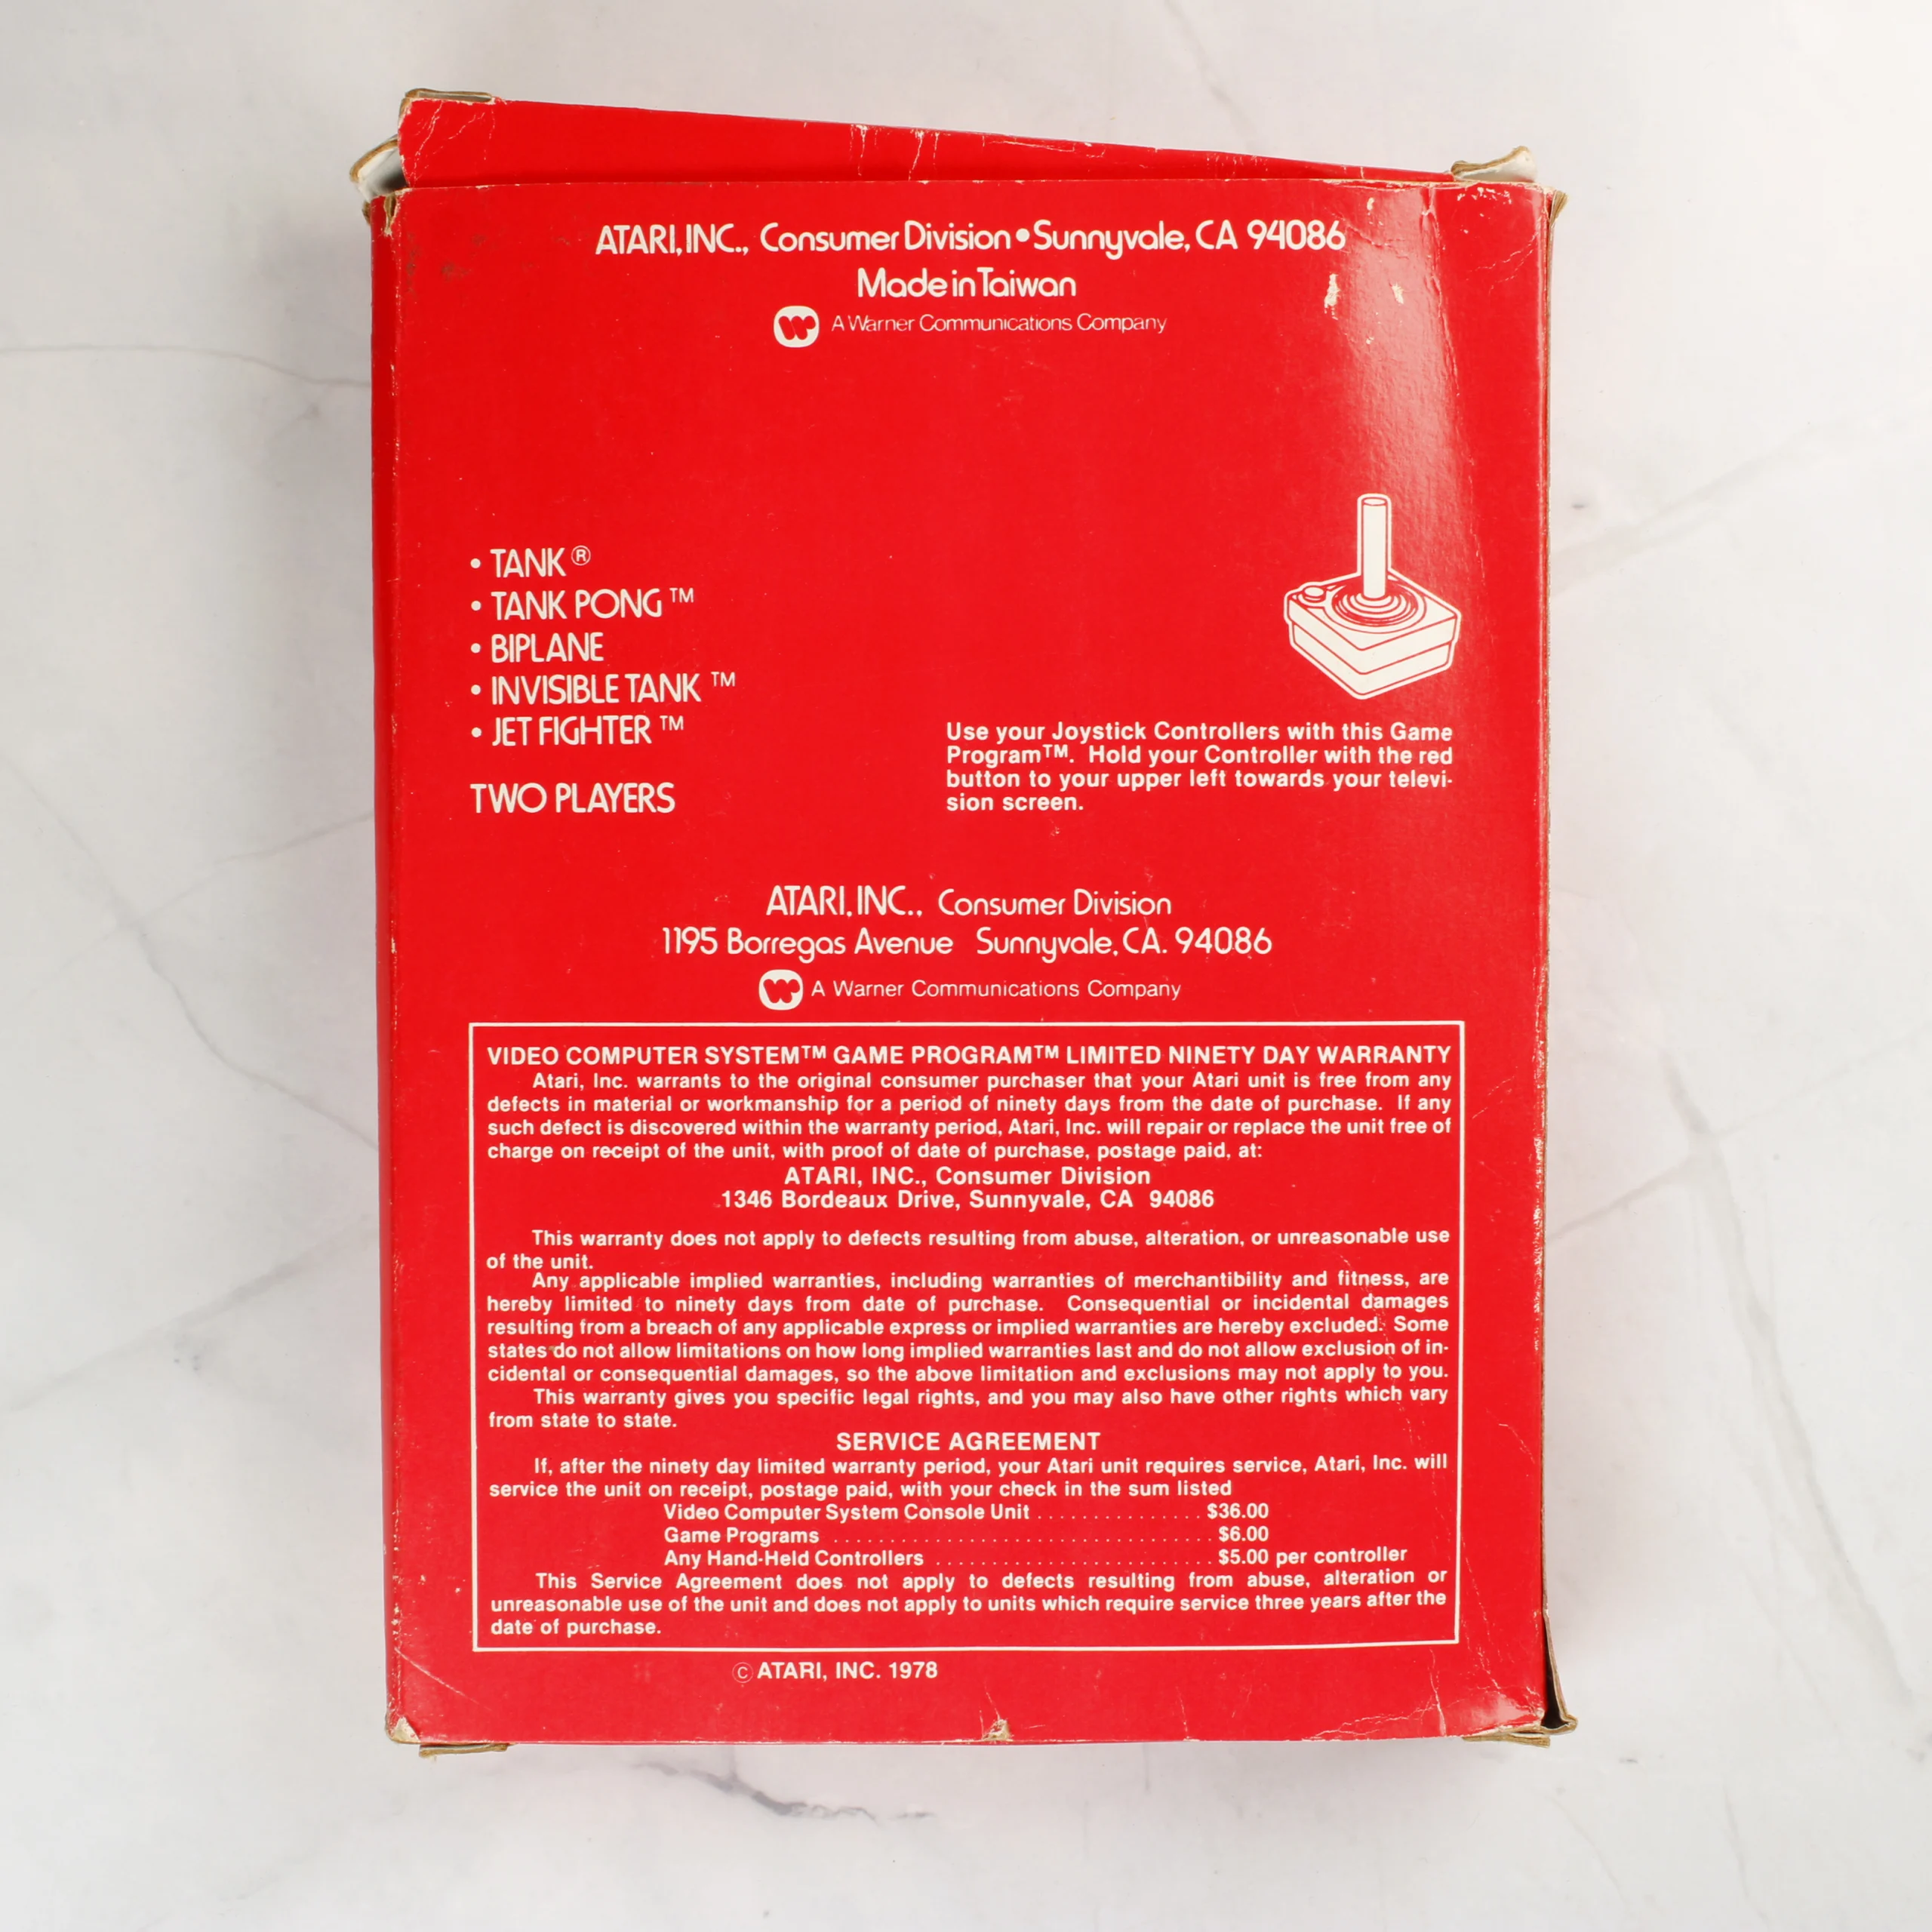 ATARI, INC., Consumer Division • Sunnyvale, CA 94086
Made in Taiwan
A Warner Communications Company
• TANK ®
• TANK PONG ™
• BIPLANE
• INVISIBLE TANK ™
• JET FIGHTER ™
TWO PLAYERS
Use your Joystick Controllers with this Game
Program™. Hold your Controller with the red
button to your upper left towards your televi-
sion screen.
ATARI, INC., Consumer Division
1195 Borregas Avenue Sunnyvale, CA. 94086
A Warner Communications Company
VIDEO COMPUTER SYSTEM™ GAME PROGRAM™ LIMITED NINETY DAY WARRANTY
Atari, Inc. warrants to the original consumer purchaser that your Atari unit is free from any
defects in material or workmanship for a period of ninety days from the date of purchase. If any
such defect is discovered within the warranty period, Atari, Inc. will repair or replace the unit free of
charge on receipt of the unit, with proof of date of purchase, postage paid, at:
ATARI, INC., Consumer Division
1346 Bordeaux Drive, Sunnyvale, CA 94086
This warranty does not apply to defects resulting from abuse, alteration, or unreasonable use
of the unit.
Any applicable implied warranties, including warranties of merchantibility and fitness, are
hereby limited to ninety days from date of purchase. Consequential or incidental damages
resulting from a breach of any applicable express or implied warranties are hereby excluded. Some
states do not allow limitations on how long implied warranties last and do not allow exclusion of in-
cidental or consequential damages, so the above limitation and exclusions may not apply to you.
This warranty gives you specific legal rights, and you may also have other rights which vary
from state to state.
SERVICE AGREEMENT
If, after the ninety day limited warranty period, your Atari unit requires service, Atari, Inc. will
service the unit on receipt, postage paid, with your check in the sum listed
Video Computer System Console Unit . . . . . . . . . . . . . . . $36.00
Game Programs . . . . . . . . . . . . . . . . . . . . . . . . . . . . . . . . . . . $6.00
Any Hand-Held Controllers . . . . . . . . . . . . . . . . . . . . . . . . . . $5.00 per controller
This Service Agreement does not apply to defects resulting from abuse, alteration or
unreasonable use of the unit and does not apply to units which require service three years after the
date of purchase.
© ATARI, INC. 1978